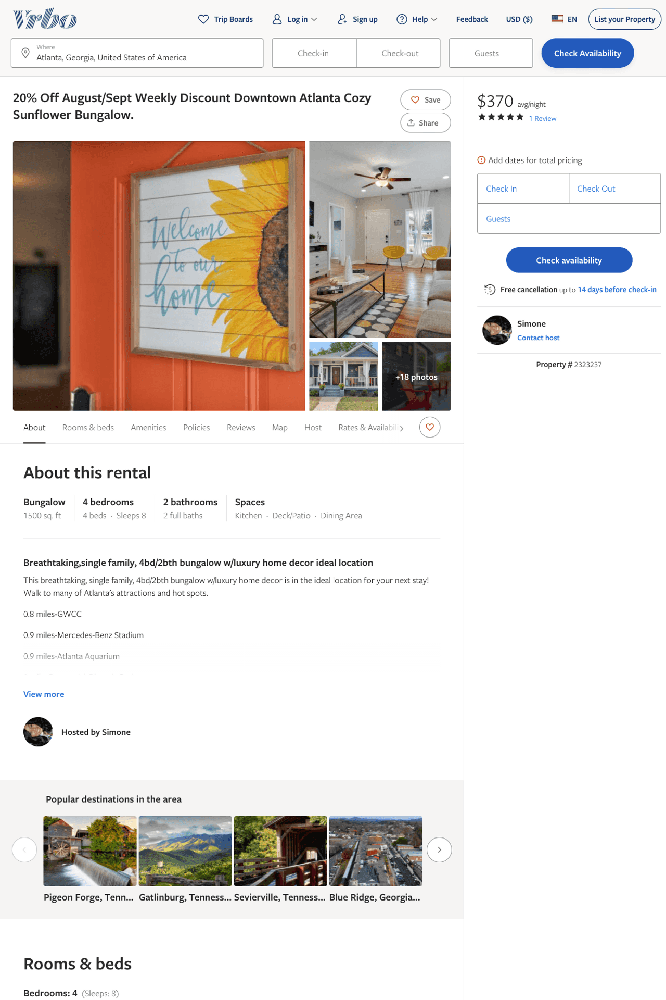 Vrbo
Trip Boards
Log in
Sign up
Help
Feedback
USD ($)
EN
List your Property
Where
Atlanta, Georgia, United States of America
Check-in
Check-out
Guests
Check Availability
20% Off August/Sept Weekly Discount Downtown Atlanta Cozy
Sunflower Bungalow.
Save
Share
Welcome
to our
home
+18 photos
$370 avg/night
1 Review
Add dates for total pricing
Check In
Check Out
Guests
Check availability
Free cancellation up to 14 days before check-in
Simone
Contact host
Property # 2323237
About
Rooms & beds
Amenities
Policies
Reviews
Map
Host
Rates & Availabili
About this rental
Bungalow
1500 sq. ft
4 bedrooms
4 beds · Sleeps 8
2 bathrooms
2 full baths
Spaces
Kitchen · Deck/Patio · Dining Area
Breathtaking,single family, 4bd/2bth bungalow w/luxury home decor ideal location
This breathtaking, single family, 4bd/2bth bungalow w/luxury home decor is in the ideal location for your next stay!
Walk to many of Atlanta's attractions and hot spots.
0.8 miles-GWCC
0.9 miles-Mercedes-Benz Stadium
0.9 miles-Atlanta Aquarium
View more
Hosted by Simone
Popular destinations in the area
Pigeon Forge, Tenn...
Gatlinburg, Tenness...
Sevierville, Tenness...
Blue Ridge, Georgia...
Rooms & beds
Bedrooms: 4 (Sleeps: 8)